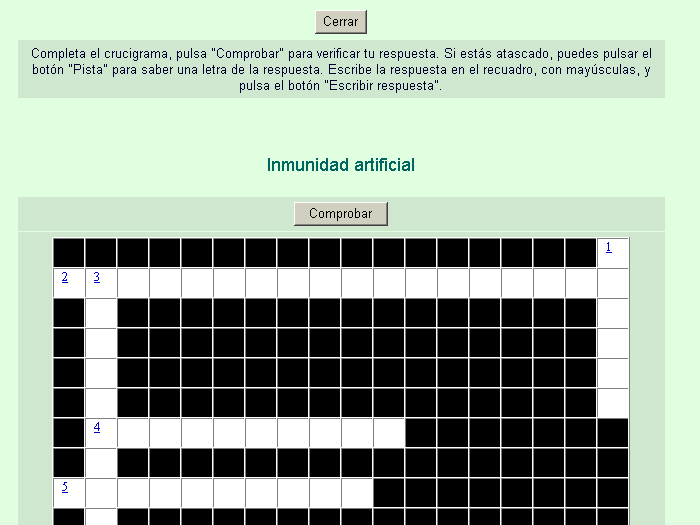 Cerrar
Completa el crucigrama, pulsa "Comprobar" para verificar tu respuesta. Si estás atascado, puedes pulsar el
botón "Pista" para saber una letra de la respuesta. Escribe la respuesta en el recuadro, con mayúsculas, y
pulsa el botón "Escribir respuesta".
Inmunidad artificial
Comprobar
1
2 3
4
5